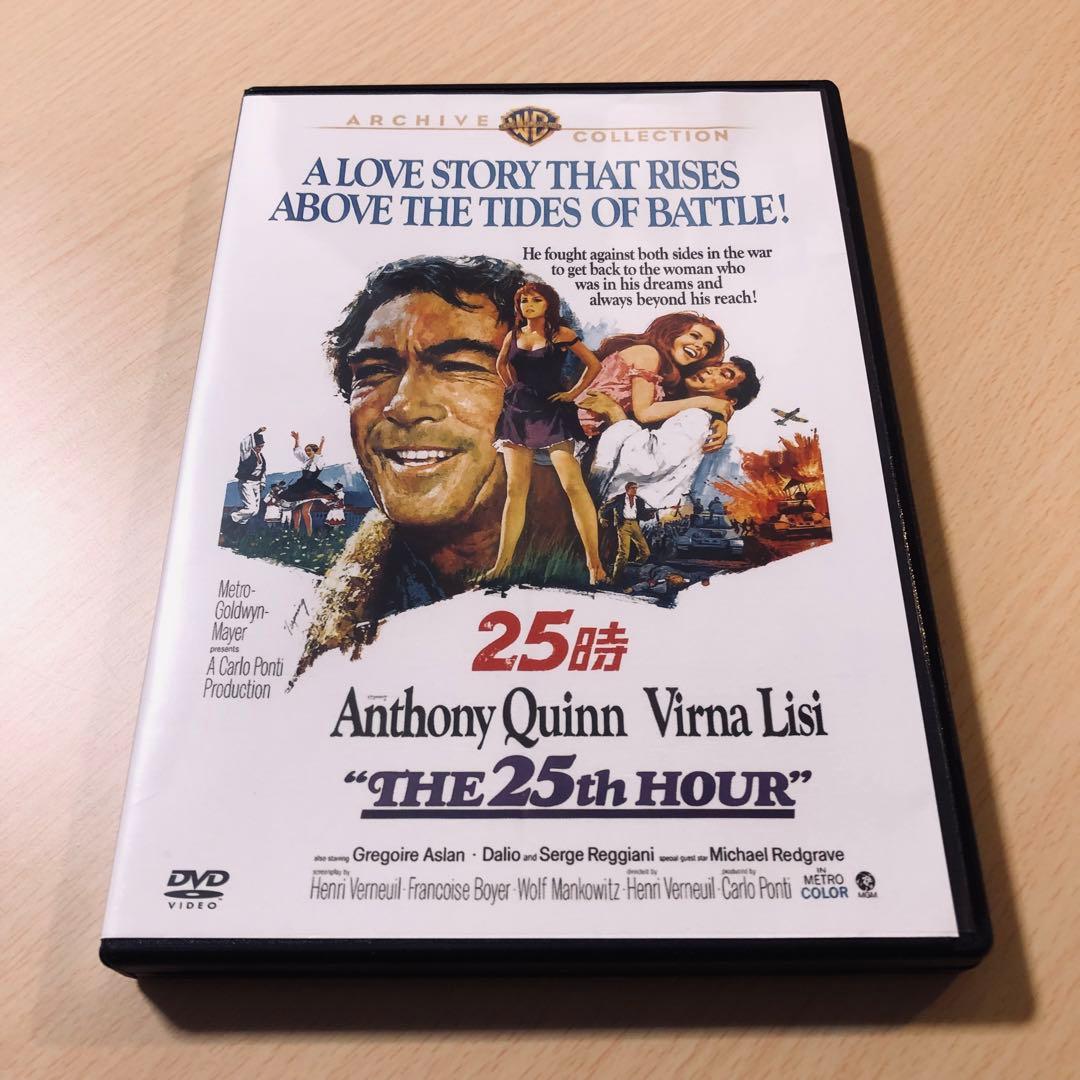 ARCHIVE WB COLLECTION
A LOVE STORY THAT RISES
ABOVE THE TIDES OF BATTLE!
He fought against both sides in the war
to get back to the woman who
was in his dreams and
always beyond his reach!
Metro-
Goldwyn-
Mayer
presents
A Carlo Ponti
Production
25時
Anthony Quinn Virna Lisi
"THE 25th HOUR"
also starring Gregoire Aslan · Dalio and Serge Reggiani special guest star Michael Redgrave
screenplay by directed by produced by
Henri Verneuil · Francoise Boyer · Wolf Mankowitz · Henri Verneuil · Carlo Ponti
IN
METRO
COLOR
MGM
DVD
VIDEO